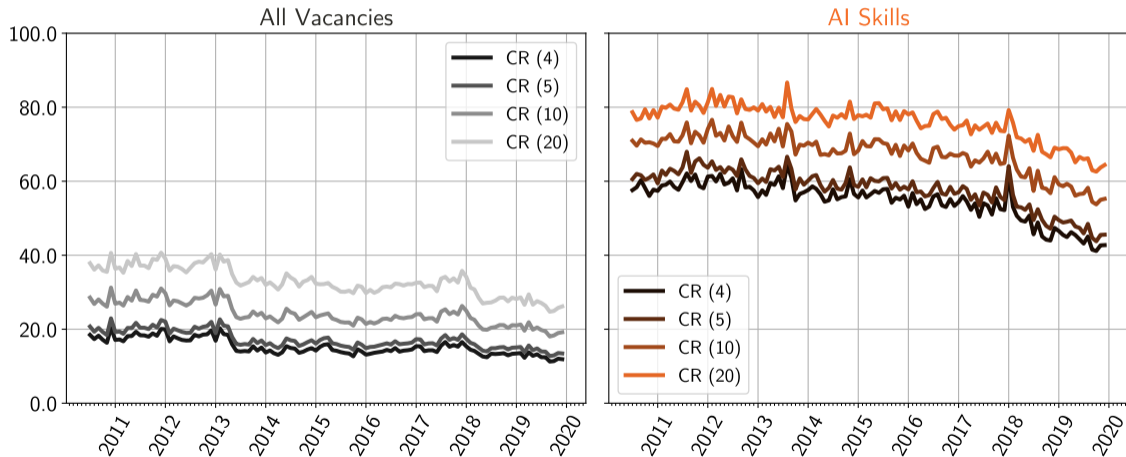 All Vacancies
100.0
80.0
60.0
40.0
20.0
0.0
CR (4)
CR (5)
CR (10)
CR (20)
2011
2012
2013
2014
2015
2016
2017
2018
2019
2020
AI Skills
CR (4)
CR (5)
CR (10)
CR (20)
2011
2012
2013
2014
2015
2016
2017
2018
2019
2020